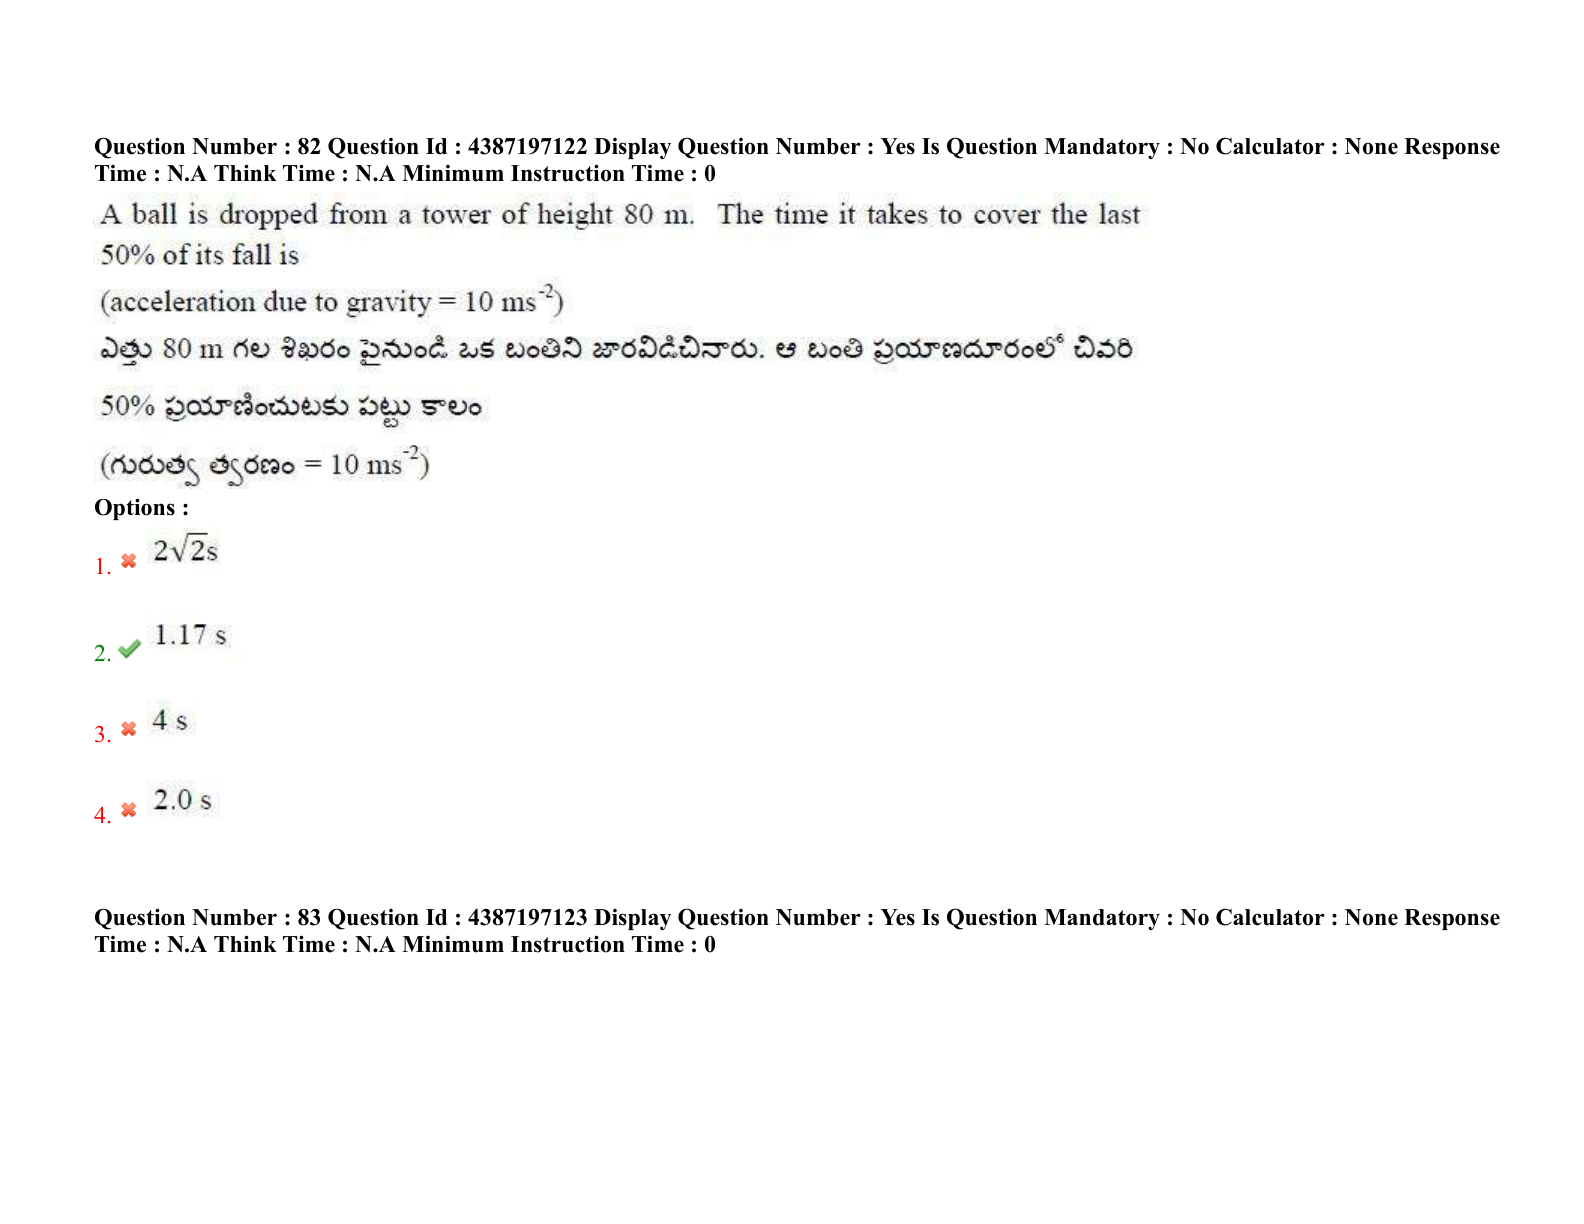 Question Number : 82 Question Id : 4387197122 Display Question Number : Yes Is Question Mandatory : No Calculator : None Response
Time : N.A Think Time : N.A Minimum Instruction Time : 0
A ball is dropped from a tower of height 80 m. The time it takes to cover the last
50% of its fall is
(acceleration due to gravity = 10 ms⁻²)
ఎత్తు 80 m గల శిఖరం పైనుండి ఒక బంతిని జారవిడిచినారు. ఆ బంతి ప్రయాణదూరంలో చివరి
50% ప్రయాణించుటకు పట్టు కాలం
(గురుత్వ త్వరణం = 10 ms⁻²)
Options :
1. 2√2s
2. 1.17 s
3. 4 s
4. 2.0 s
Question Number : 83 Question Id : 4387197123 Display Question Number : Yes Is Question Mandatory : No Calculator : None Response
Time : N.A Think Time : N.A Minimum Instruction Time : 0